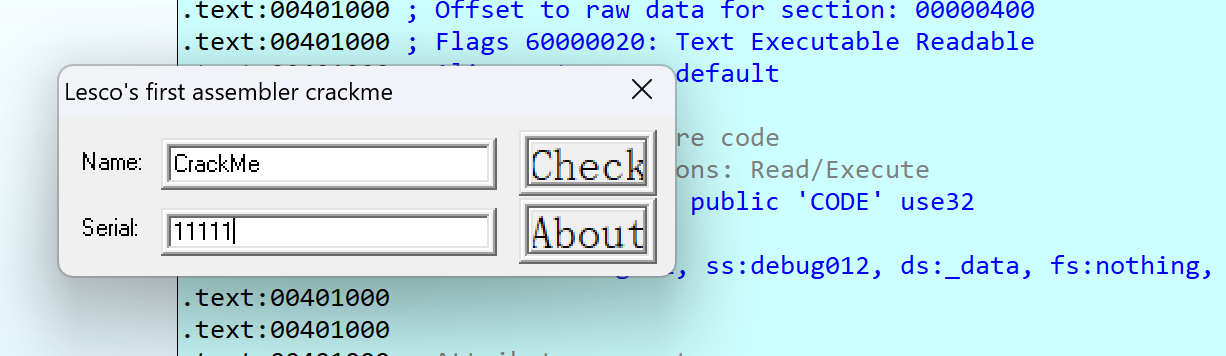 .text:00401000 ; Offset to raw data for section: 00000400
.text:00401000 ; Flags 60000020: Text Executable Readable
default
Lesco's first assembler crackme
Name: CrackMe Check
Serial: 11111 About
re code
ons: Read/Execute
public 'CODE' use32
ss:debug012, ds:_data, fs:nothing,
.text:00401000
.text:00401000